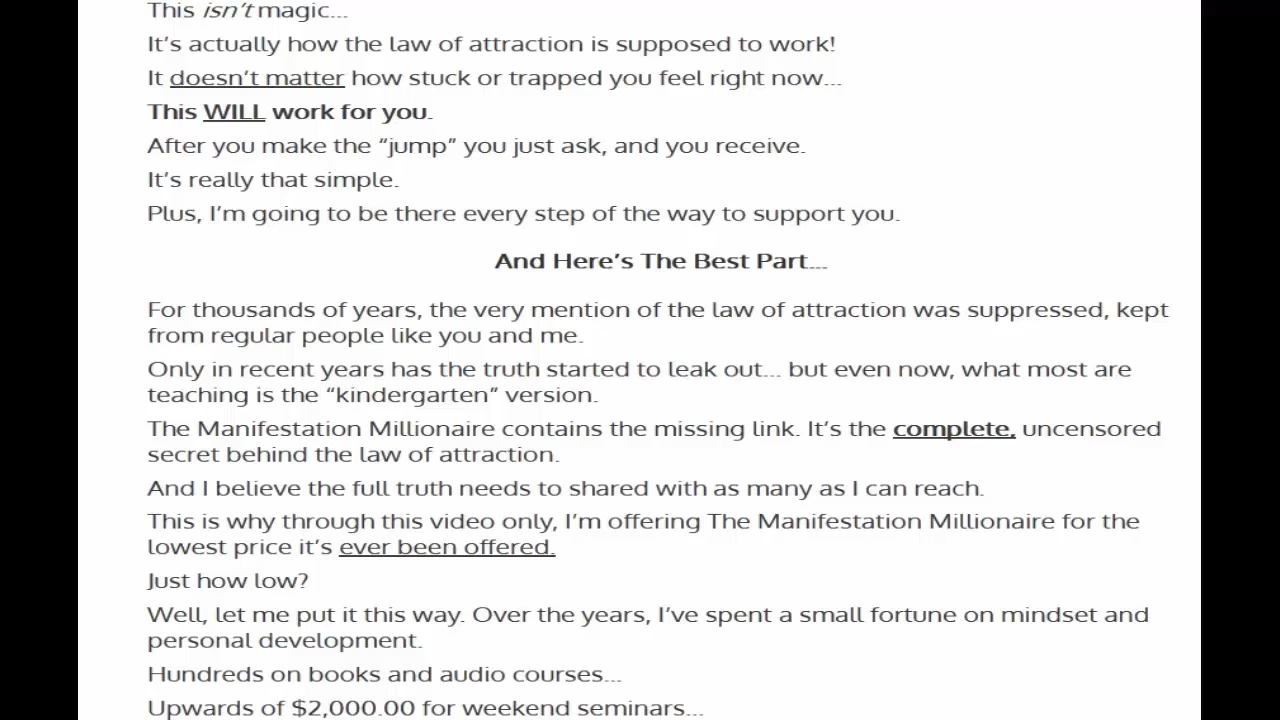 This isn't magic...
It's actually how the law of attraction is supposed to work!
It doesn't matter how stuck or trapped you feel right now...
This WILL work for you.
After you make the “jump” you just ask, and you receive.
It's really that simple.
Plus, I'm going to be there every step of the way to support you.
And Here's The Best Part...
For thousands of years, the very mention of the law of attraction was suppressed, kept
from regular people like you and me.
Only in recent years has the truth started to leak out... but even now, what most are
teaching is the “kindergarten” version.
The Manifestation Millionaire contains the missing link. It's the complete, uncensored
secret behind the law of attraction.
And I believe the full truth needs to shared with as many as I can reach.
This is why through this video only, I'm offering The Manifestation Millionaire for the
lowest price it's ever been offered.
Just how low?
Well, let me put it this way. Over the years, I've spent a small fortune on mindset and
personal development.
Hundreds on books and audio courses...
Upwards of $2,000.00 for weekend seminars...